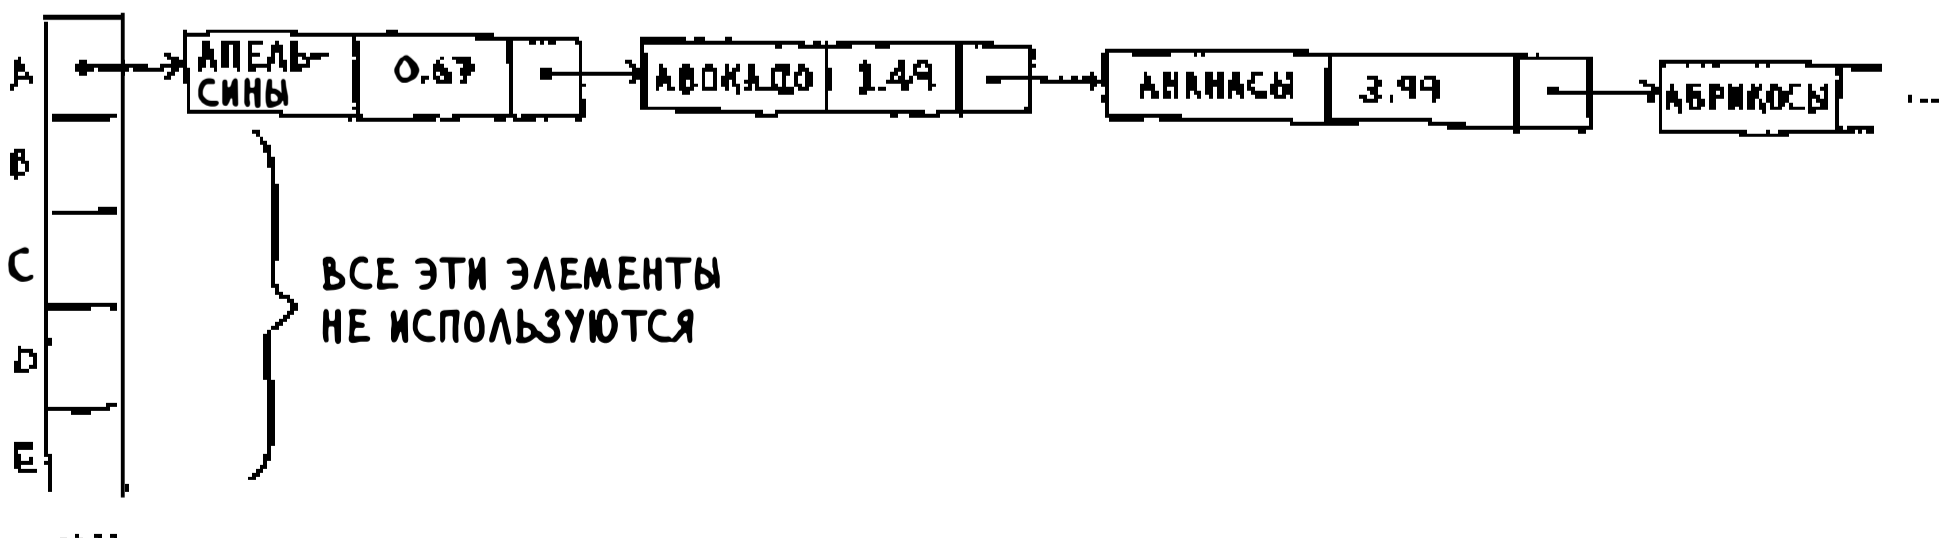 A
АПЕЛЬ-
СИНЫ
0.67
АВОКАДО
1.49
АНАНАСЫ
3.99
АБРИКОСЫ
...
B
C
D
E
ВСЕ ЭТИ ЭЛЕМЕНТЫ
НЕ ИСПОЛЬЗУЮТСЯ
...